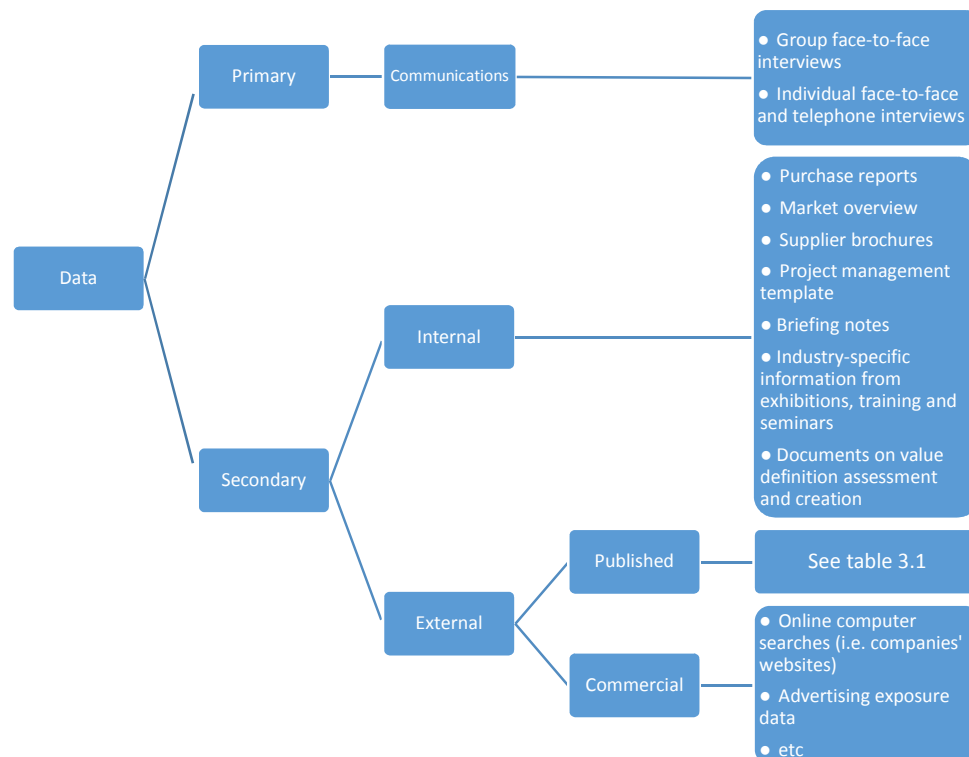 Primary
Communications
● Group face-to-face
interviews
● Individual face-to-face
and telephone interviews
Data
Secondary
Internal
● Purchase reports
● Market overview
● Supplier brochures
● Project management
template
● Briefing notes
● Industry-specific
information from
exhibitions, training and
seminars
● Documents on value
definition assessment
and creation
External
Published
See table 3.1
Commercial
● Online computer
searches (i.e. companies'
websites)
● Advertising exposure
data
● etc